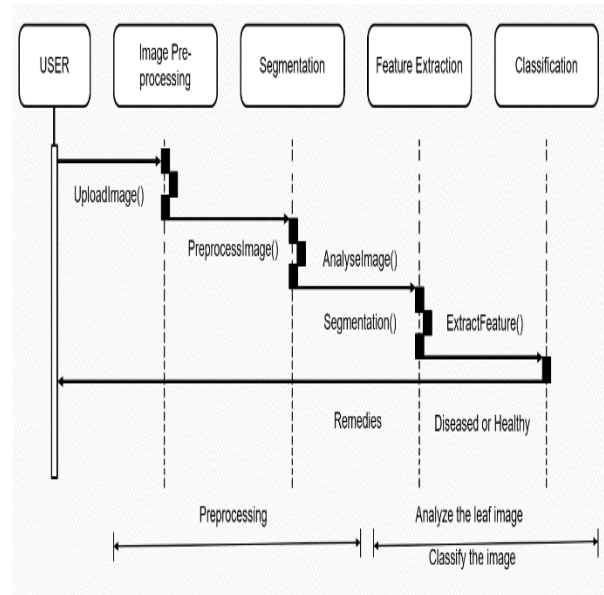 USER
Image Pre-
processing
Segmentation
Feature Extraction
Classification
UploadImage()
PreprocessImage()
AnalyseImage()
Segmentation()
ExtractFeature()
Remedies
Diseased or Healthy
Preprocessing
Analyze the leaf image
Classify the image